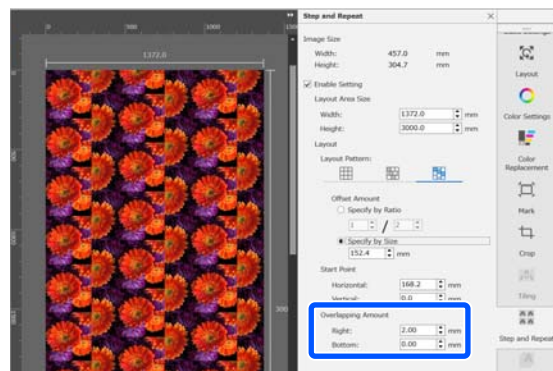 Step and Repeat
Image Size
Width: 457.0 mm
Height: 304.7 mm
Enable Setting
Layout Area Size
Width: 1372.0 mm
Height: 3000.0 mm
Layout
Layout Pattern:
Offset Amount
Specify by Ratio
1 / 2
Specify by Size
152.4 mm
Start Point
Horizontal: 168.2 mm
Vertical: 0.0 mm
Overlapping Amount
Right: 2.00 mm
Bottom: 0.00 mm
Layout
Color Settings
Color
Replacement
Mark
Crop
Tiling
Step and Repeat
1372.0
300
0
500
1000